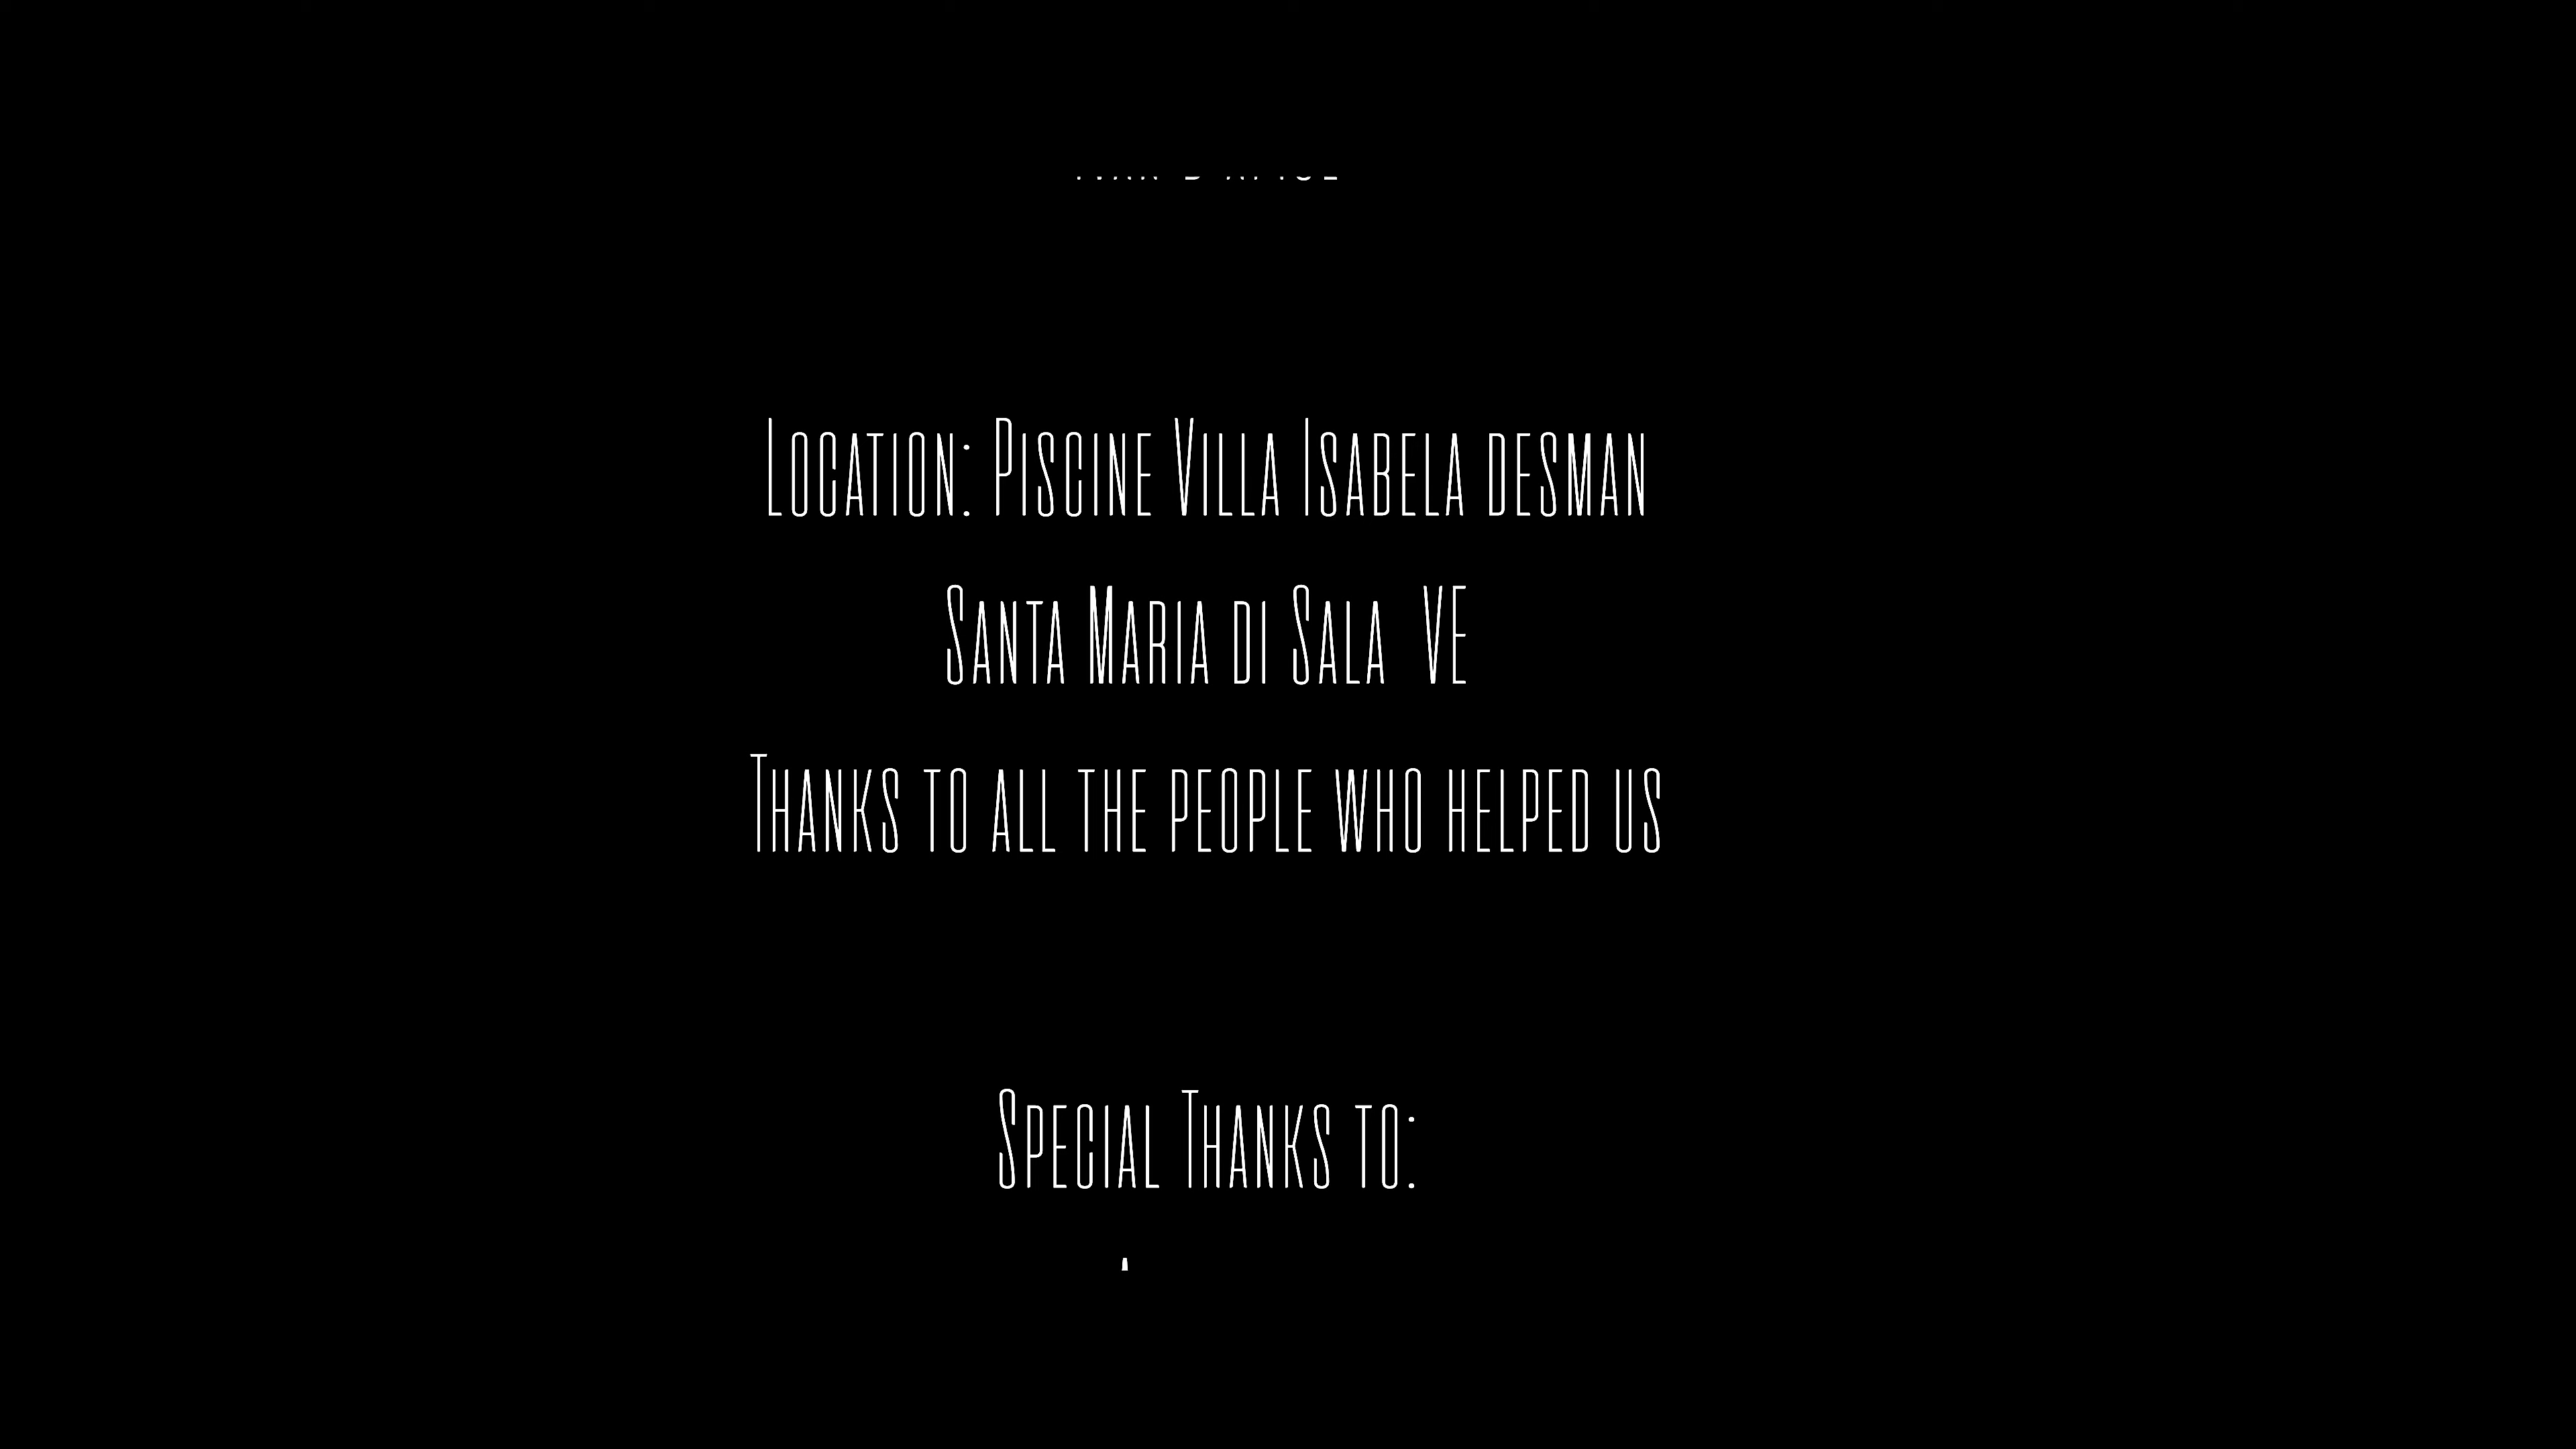 Location: Piscine Villa Isabela desman
Santa Maria di Sala  VE
Thanks to all the people who helped us
Special Thanks to: